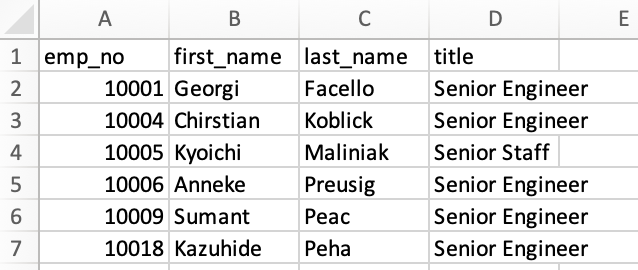 A B C D E
1 emp_no first_name last_name title
2 10001 Georgi Facello Senior Engineer
3 10004 Chirstian Koblick Senior Engineer
4 10005 Kyoichi Maliniak Senior Staff
5 10006 Anneke Preusig Senior Engineer
6 10009 Sumant Peac Senior Engineer
7 10018 Kazuhide Peha Senior Engineer